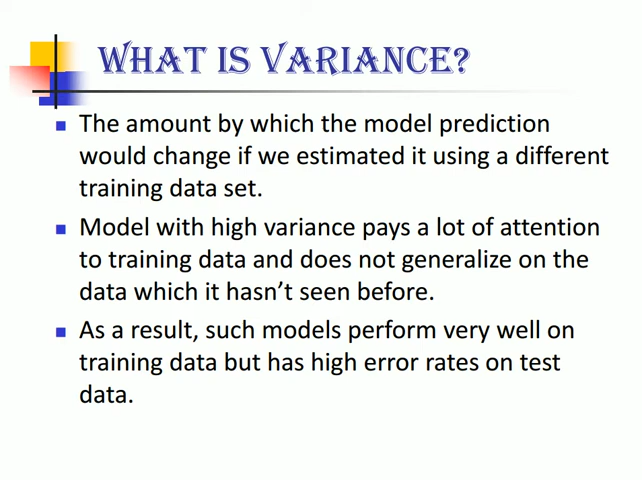 What is Variance?
The amount by which the model prediction
would change if we estimated it using a different
training data set.
Model with high variance pays a lot of attention
to training data and does not generalize on the
data which it hasn't seen before.
As a result, such models perform very well on
training data but has high error rates on test
data.